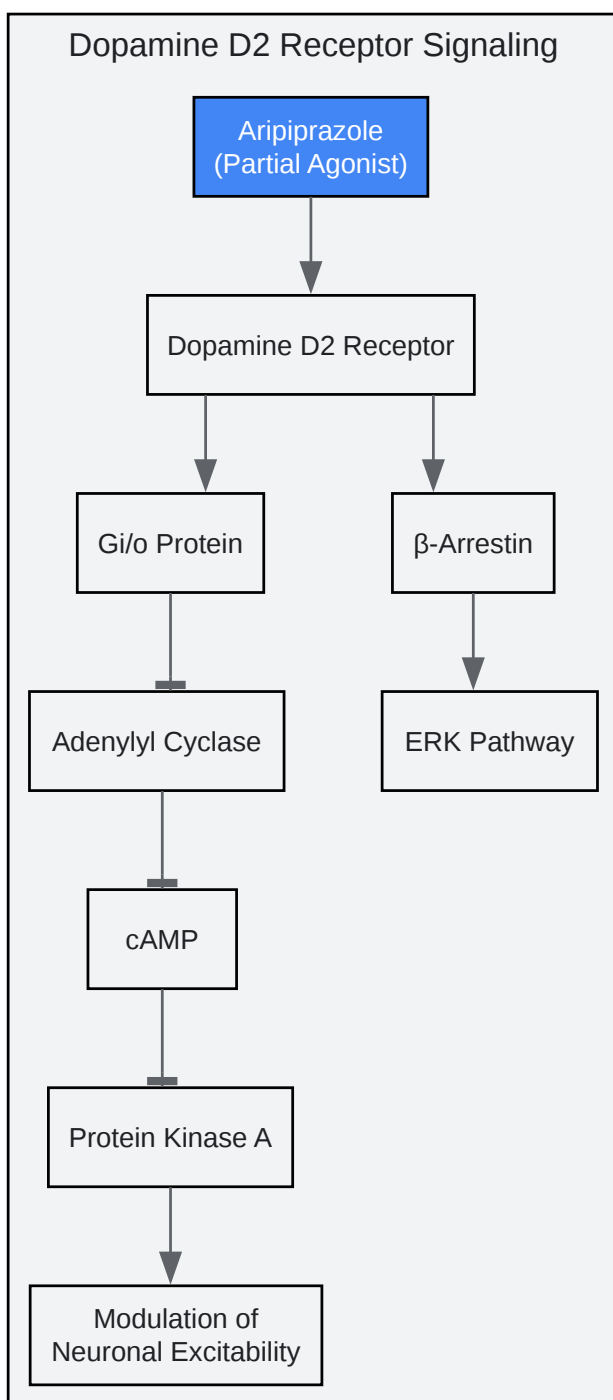 Dopamine D2 Receptor Signaling
Aripiprazole
(Partial Agonist)
Dopamine D2 Receptor
Gi/o Protein
β-Arrestin
Adenylyl Cyclase
ERK Pathway
cAMP
Protein Kinase A
Modulation of
Neuronal Excitability